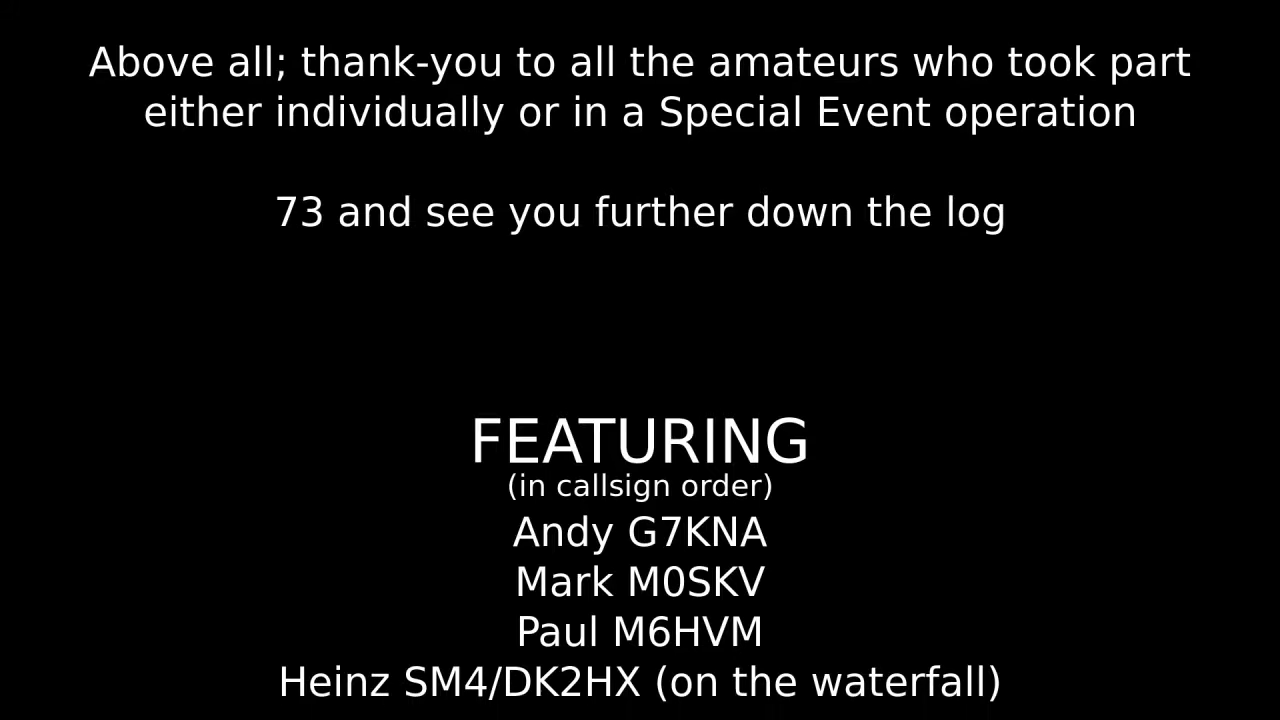 Above all; thank-you to all the amateurs who took part
either individually or in a Special Event operation
73 and see you further down the log
FEATURING
(in callsign order)
Andy G7KNA
Mark M0SKV
Paul M6HVM
Heinz SM4/DK2HX (on the waterfall)